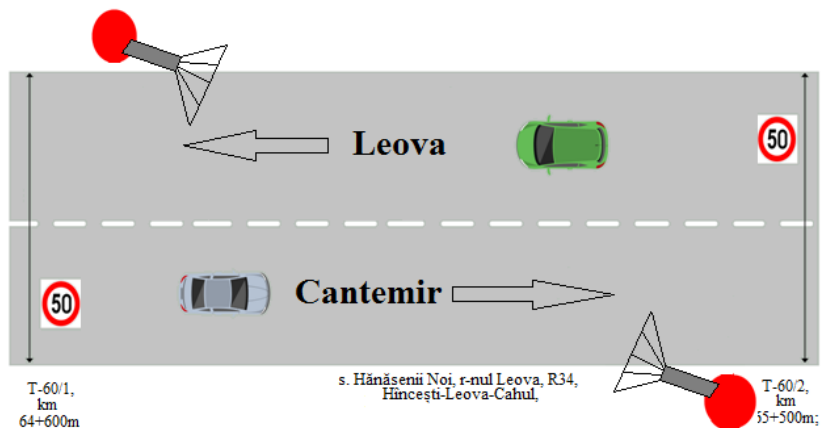 Leova
50
50
Cantemir
T-60/1,
km
64+600m
s. Hănăsenii Noi, r-nul Leova, R34,
Hîncești-Leova-Cahul,
T-60/2,
km